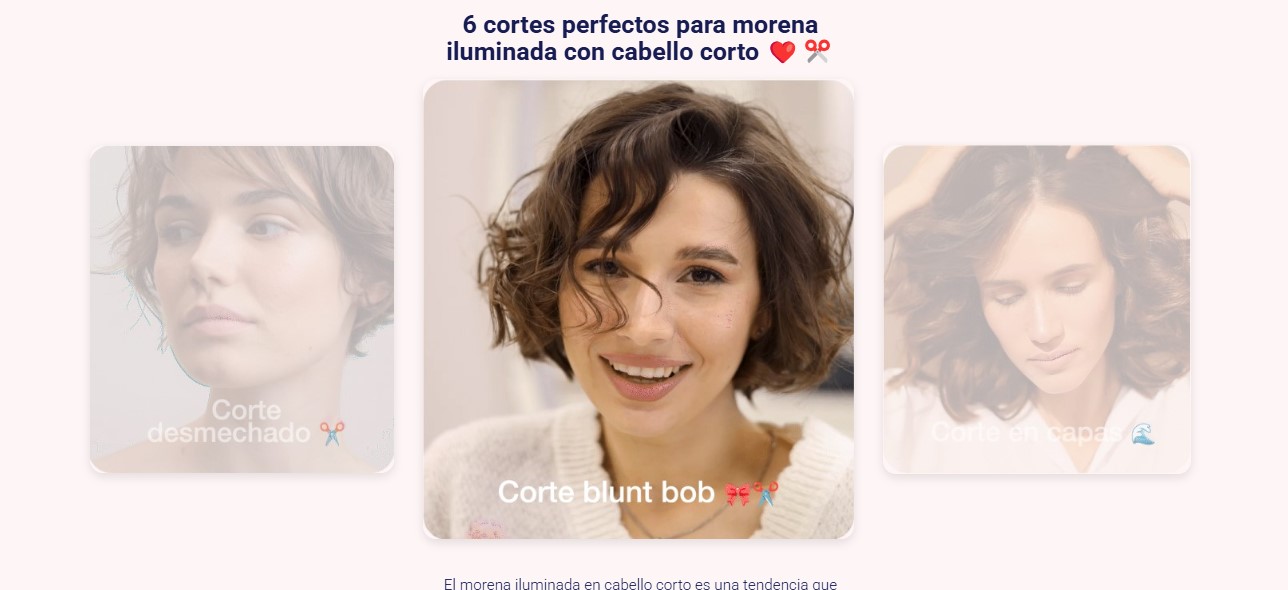 6 cortes perfectos para morena
iluminada con cabello corto ❤️ ✂️
Corte
desmechado ✂️
Corte blunt bob 🎀✂️
Corte en capas 🌊
El morena iluminada en cabello corto es una tendencia que